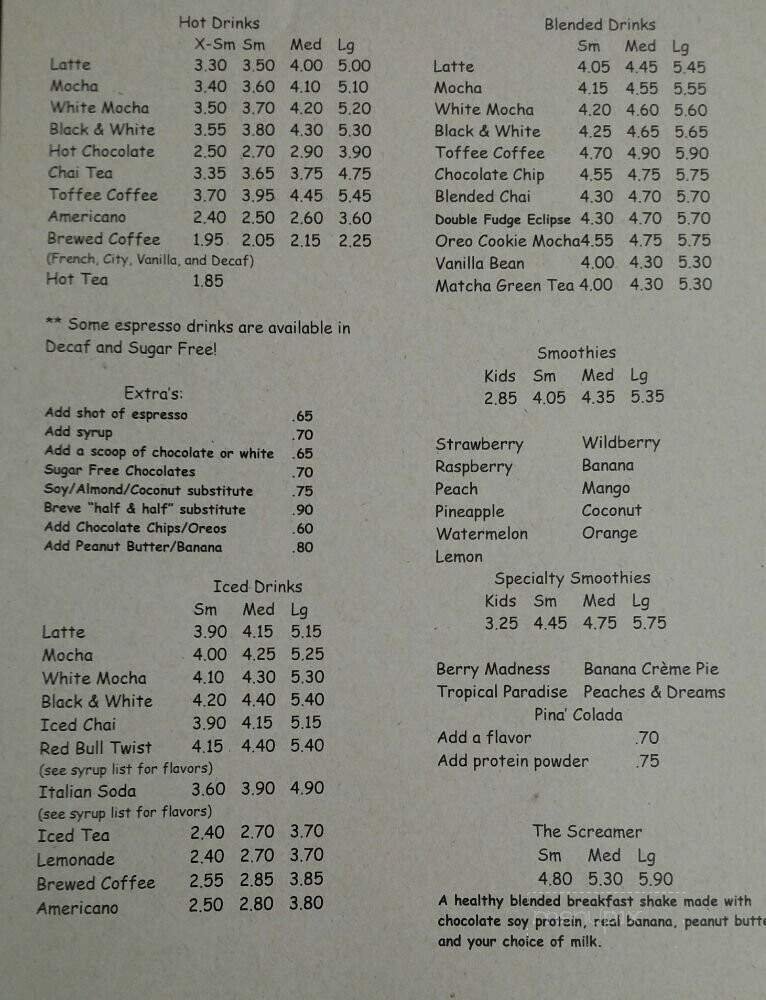 Hot Drinks
X-Sm Sm Med Lg
Latte 3.30 3.50 4.00 5.00
Mocha 3.40 3.60 4.10 5.10
White Mocha 3.50 3.70 4.20 5.20
Black & White 3.55 3.80 4.30 5.30
Hot Chocolate 2.50 2.70 2.90 3.90
Chai Tea 3.35 3.65 3.75 4.75
Toffee Coffee 3.70 3.95 4.45 5.45
Americano 2.40 2.50 2.60 3.60
Brewed Coffee 1.95 2.05 2.15 2.25
(French, City, Vanilla, and Decaf)
Hot Tea 1.85
** Some espresso drinks are available in
Decaf and Sugar Free!
Extra's:
Add shot of espresso .65
Add syrup .70
Add a scoop of chocolate or white .65
Sugar Free Chocolates .70
Soy/Almond/Coconut substitute .75
Breve "half & half" substitute .90
Add Chocolate Chips/Oreos .60
Add Peanut Butter/Banana .80
Iced Drinks
Sm Med Lg
Latte 3.90 4.15 5.15
Mocha 4.00 4.25 5.25
White Mocha 4.10 4.30 5.30
Black & White 4.20 4.40 5.40
Iced Chai 3.90 4.15 5.15
Red Bull Twist 4.15 4.40 5.40
(see syrup list for flavors)
Italian Soda 3.60 3.90 4.90
(see syrup list for flavors)
Iced Tea 2.40 2.70 3.70
Lemonade 2.40 2.70 3.70
Brewed Coffee 2.55 2.85 3.85
Americano 2.50 2.80 3.80
Blended Drinks
Sm Med Lg
Latte 4.05 4.45 5.45
Mocha 4.15 4.55 5.55
White Mocha 4.20 4.60 5.60
Black & White 4.25 4.65 5.65
Toffee Coffee 4.70 4.90 5.90
Chocolate Chip 4.55 4.75 5.75
Blended Chai 4.30 4.70 5.70
Double Fudge Eclipse 4.30 4.70 5.70
Oreo Cookie Mocha4.55 4.75 5.75
Vanilla Bean 4.00 4.30 5.30
Matcha Green Tea 4.00 4.30 5.30
Smoothies
Kids Sm Med Lg
2.85 4.05 4.35 5.35
Strawberry Wildberry
Raspberry Banana
Peach Mango
Pineapple Coconut
Watermelon Orange
Lemon
Specialty Smoothies
Kids Sm Med Lg
3.25 4.45 4.75 5.75
Berry Madness Banana Crème Pie
Tropical Paradise Peaches & Dreams
Pina' Colada
Add a flavor .70
Add protein powder .75
The Screamer
Sm Med Lg
4.80 5.30 5.90
A healthy blended breakfast shake made with
chocolate soy protein, real banana, peanut butte
and your choice of milk.